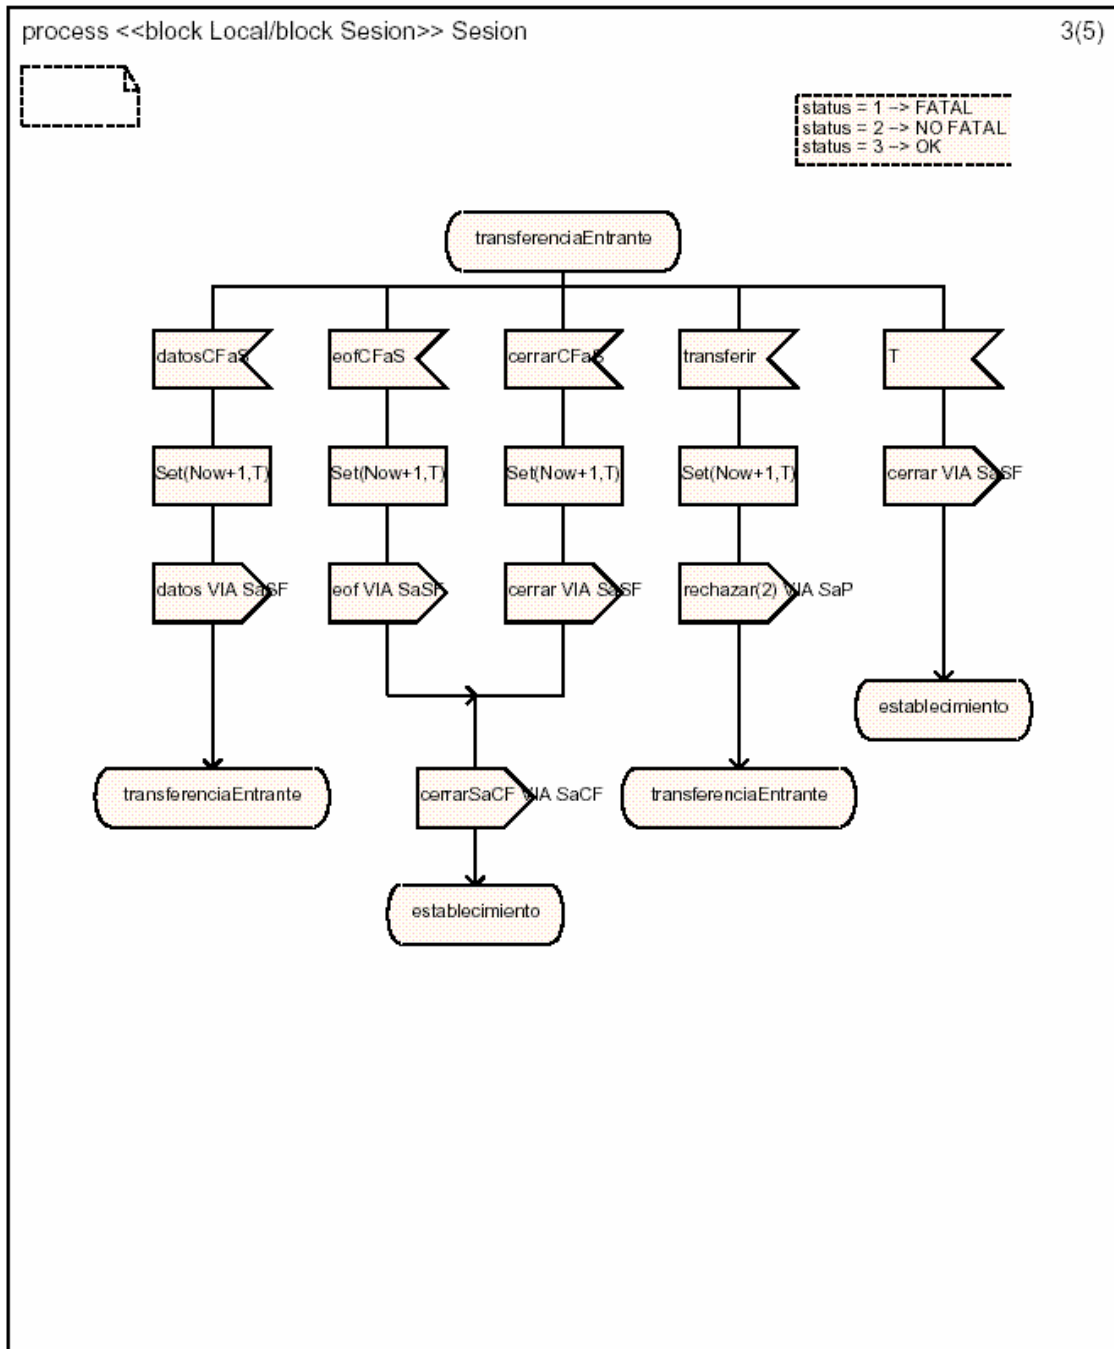 process <<block Local/block Sesion>> Sesion
3(5)
status = 1 –> FATAL
status = 2 –> NO FATAL
status = 3 –> OK
transferenciaEntrante
datosCFaS
eofCFaS
cerrarCFaS
transferir
T
Set(Now+1,T)
Set(Now+1,T)
Set(Now+1,T)
Set(Now+1,T)
cerrar VIA SaSF
datos VIA SaSF
eof VIA SaSF
cerrar VIA SaSF
rechazar(2) VIA SaP
establecimiento
transferenciaEntrante
cerrarSaCF VIA SaCF
transferenciaEntrante
establecimiento